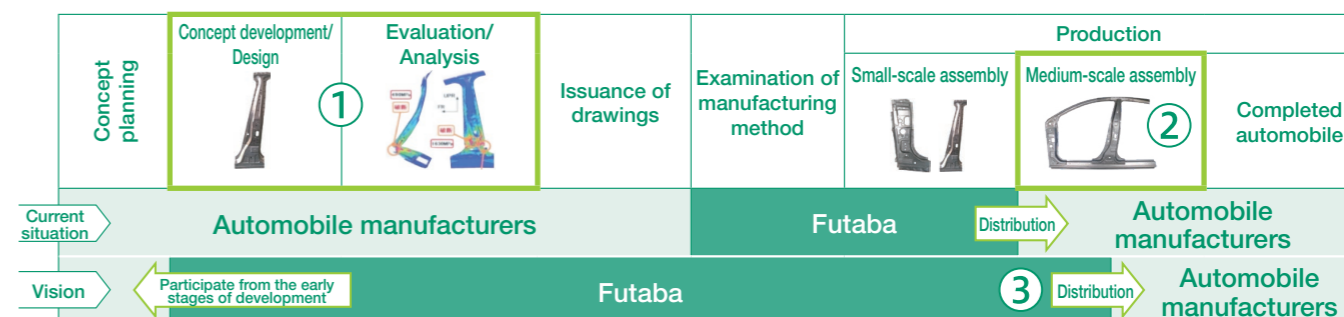 Concept
planning
Concept development/
Design
①
Evaluation/
Analysis
Issuance of
drawings
Examination of
manufacturing
method
Production
Small-scale assembly
Medium-scale assembly
②
Completed
automobile
Current
situation
Automobile manufacturers
Futaba
Distribution
Automobile
manufacturers
Vision
Participate from the early
stages of development
Futaba
③
Distribution
Automobile
manufacturers